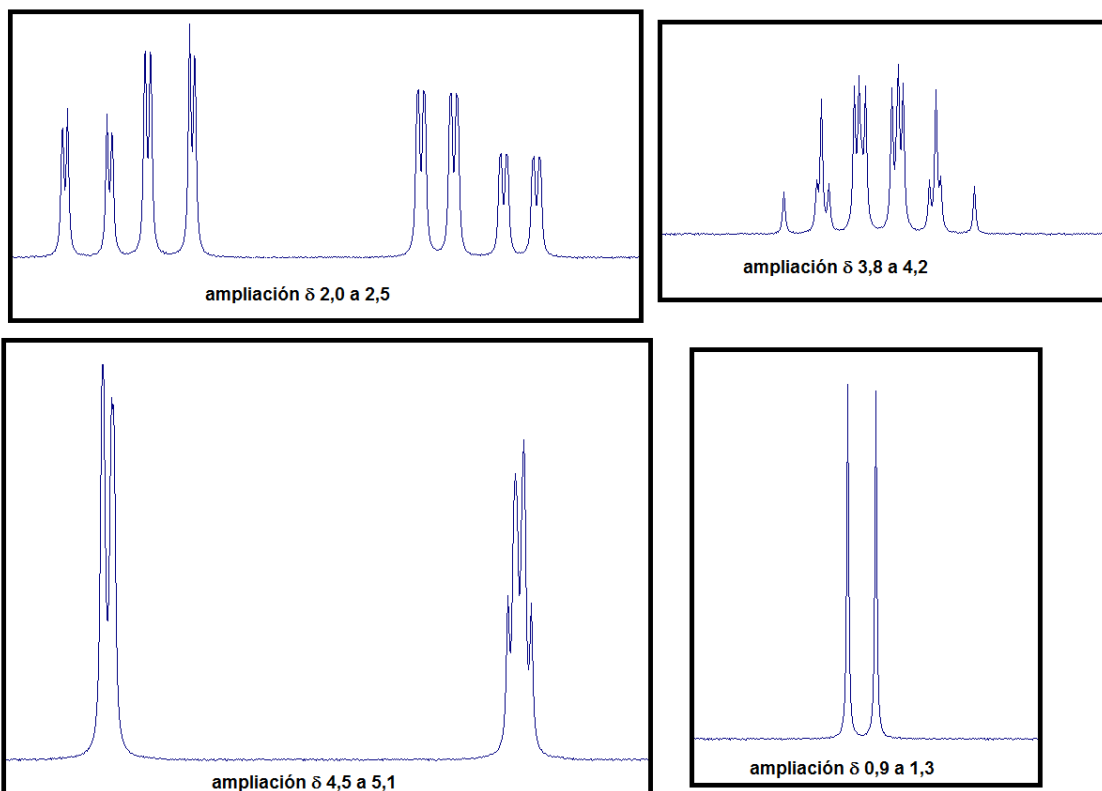 ampliación δ 2,0 a 2,5
ampliación δ 3,8 a 4,2
ampliación δ 4,5 a 5,1
ampliación δ 0,9 a 1,3